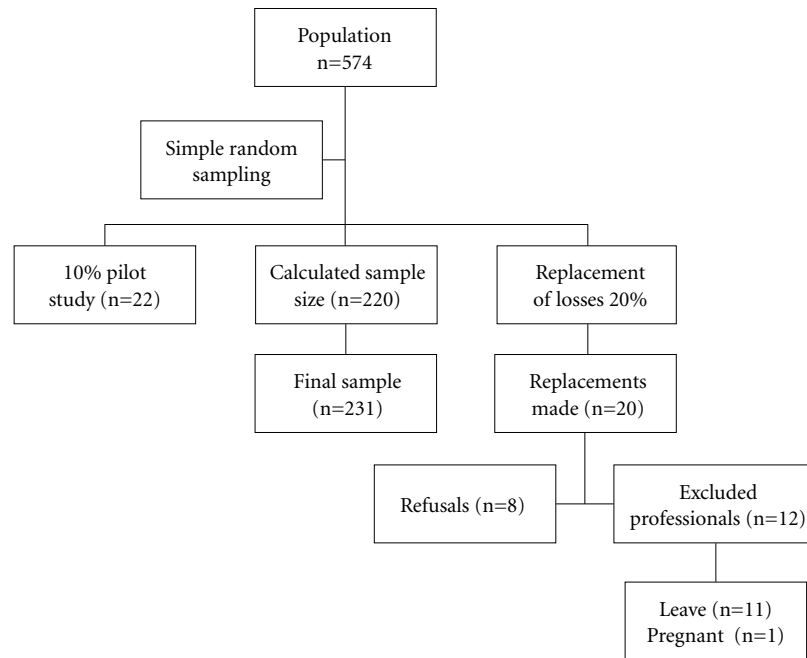 Population
n=574
Simple random
sampling
10% pilot
study (n=22)
Calculated sample
size (n=220)
Replacement
of losses 20%
Final sample
(n=231)
Replacements
made (n=20)
Refusals (n=8)
Excluded
professionals (n=12)
Leave (n=11)
Pregnant (n=1)